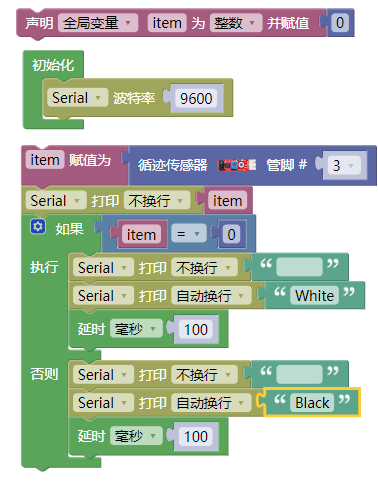 声明 全局变量 item 为 整数 并赋值 0
初始化
Serial 波特率 9600
item 赋值为 循迹传感器 管脚 # 3
Serial 打印 不换行 item
如果 item = 0
执行 Serial 打印 不换行 “ ”
Serial 打印 自动换行 “ White ”
延时 毫秒 100
否则 Serial 打印 不换行 “ ”
Serial 打印 自动换行 “ Black ”
延时 毫秒 100